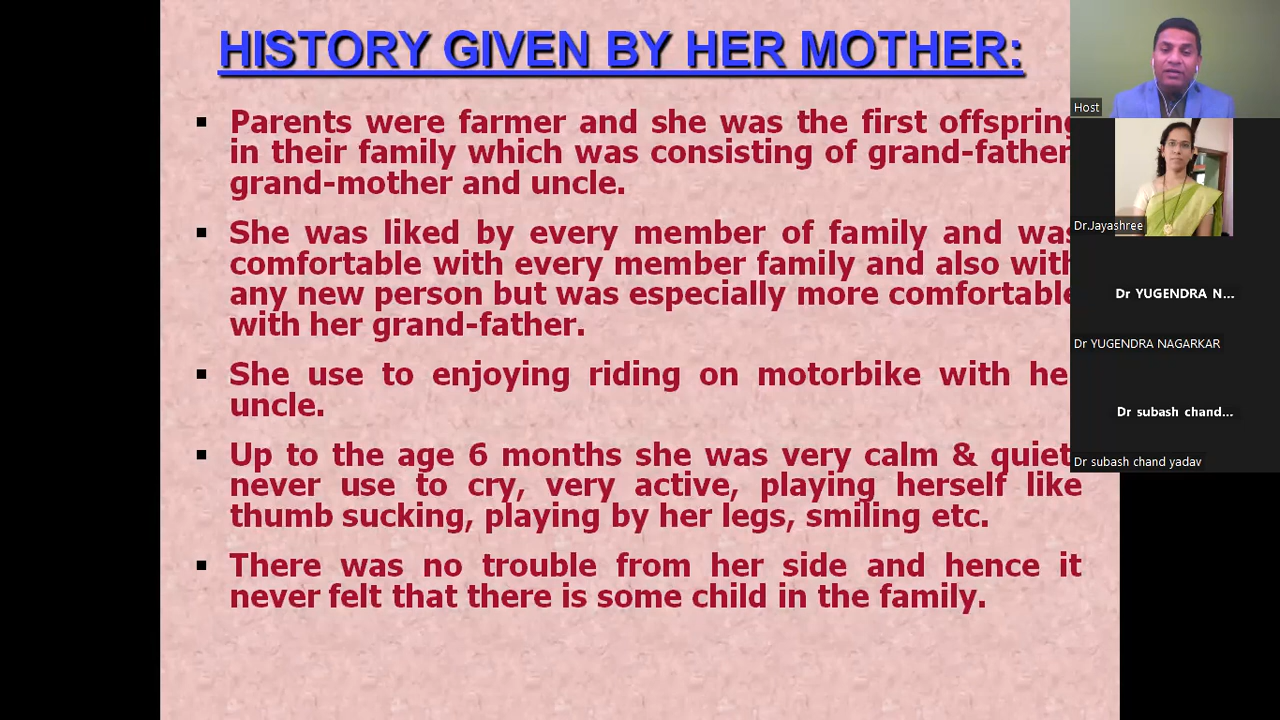 HISTORY GIVEN BY HER MOTHER:
▪ Parents were farmer and she was the first offspring
in their family which was consisting of grand-father
grand-mother and uncle.
▪ She was liked by every member of family and was
comfortable with every member family and also with
any new person but was especially more comfortable
with her grand-father.
▪ She use to enjoying riding on motorbike with he
uncle.
▪ Up to the age 6 months she was very calm & quiet
never use to cry, very active, playing herself like
thumb sucking, playing by her legs, smiling etc.
▪ There was no trouble from her side and hence it
never felt that there is some child in the family.
Host
Dr.Jayashree
Dr YUGENDRA N...
Dr YUGENDRA NAGARKAR
Dr subash chand...
Dr subash chand yadav